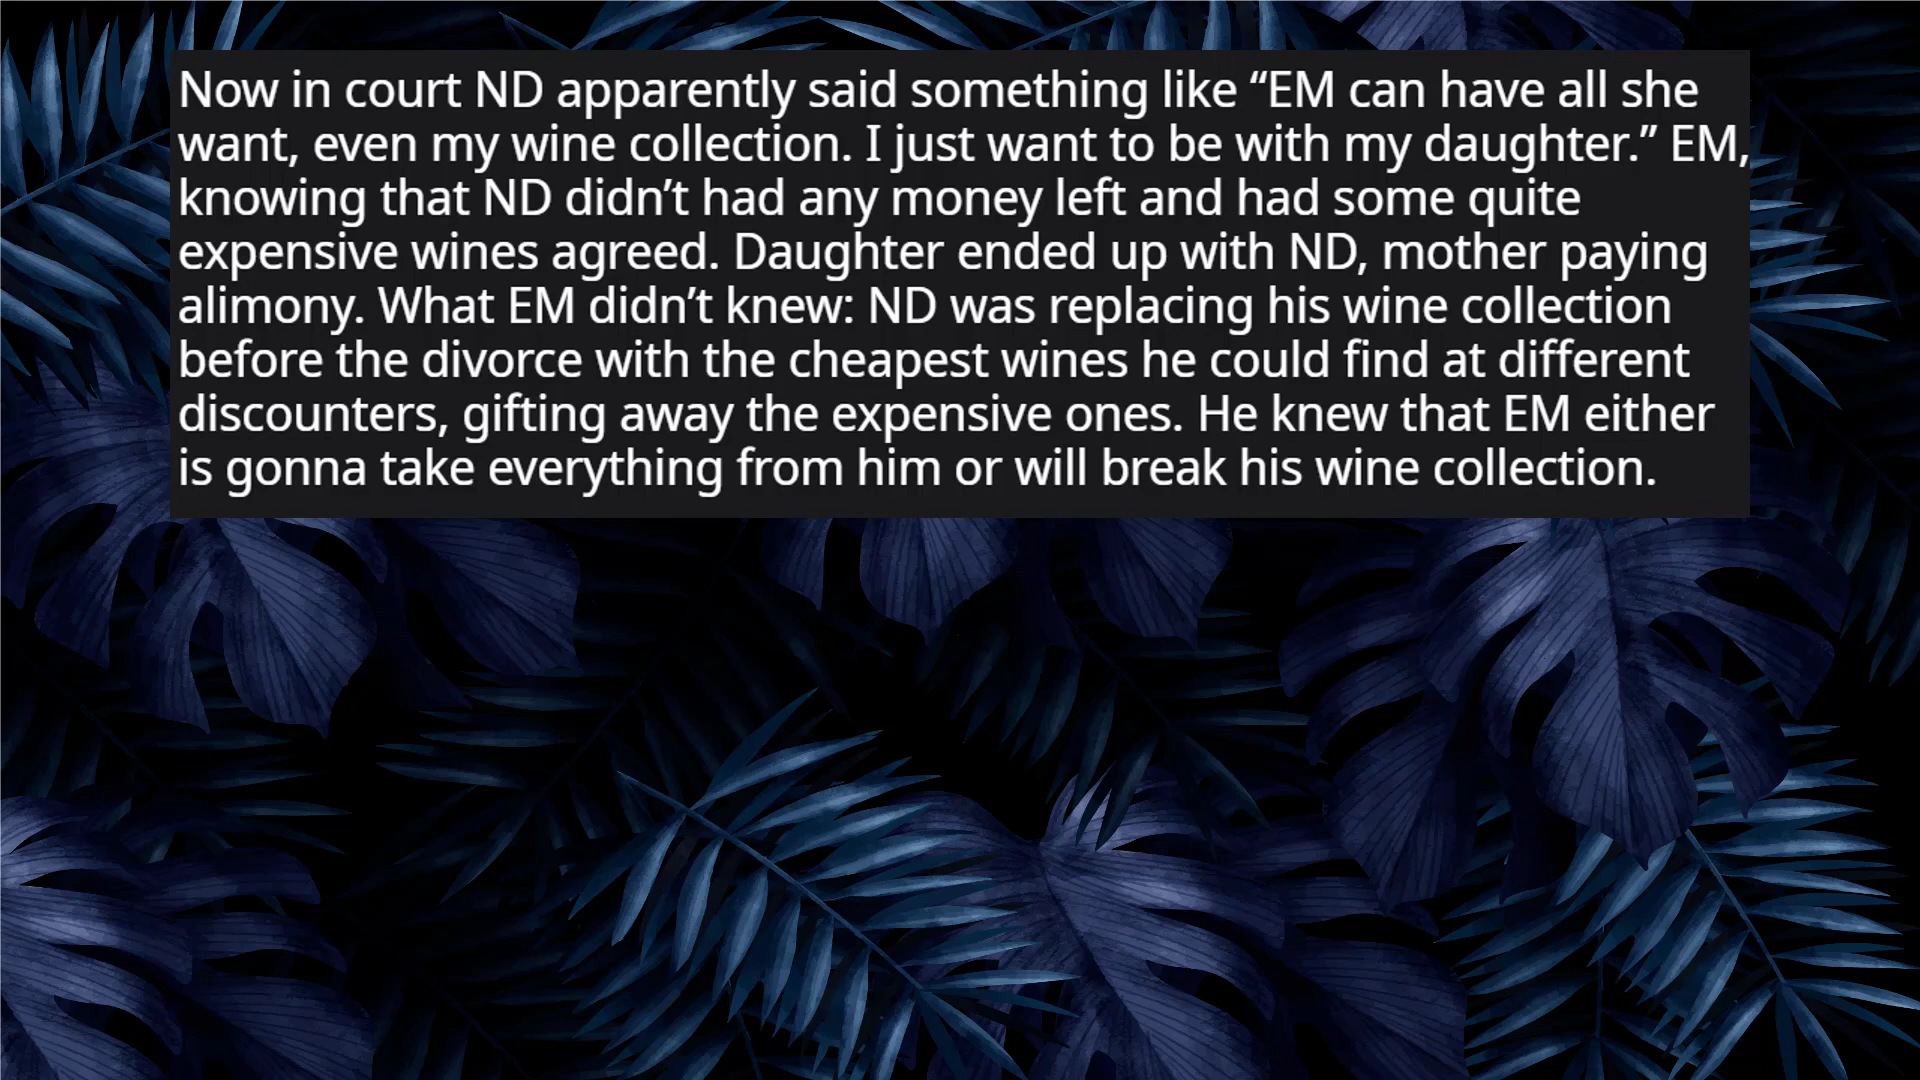 Now in court ND apparently said something like “EM can have all she
want, even my wine collection. I just want to be with my daughter.” EM,
knowing that ND didn’t had any money left and had some quite
expensive wines agreed. Daughter ended up with ND, mother paying
alimony. What EM didn’t knew: ND was replacing his wine collection
before the divorce with the cheapest wines he could find at different
discounters, gifting away the expensive ones. He knew that EM either
is gonna take everything from him or will break his wine collection.